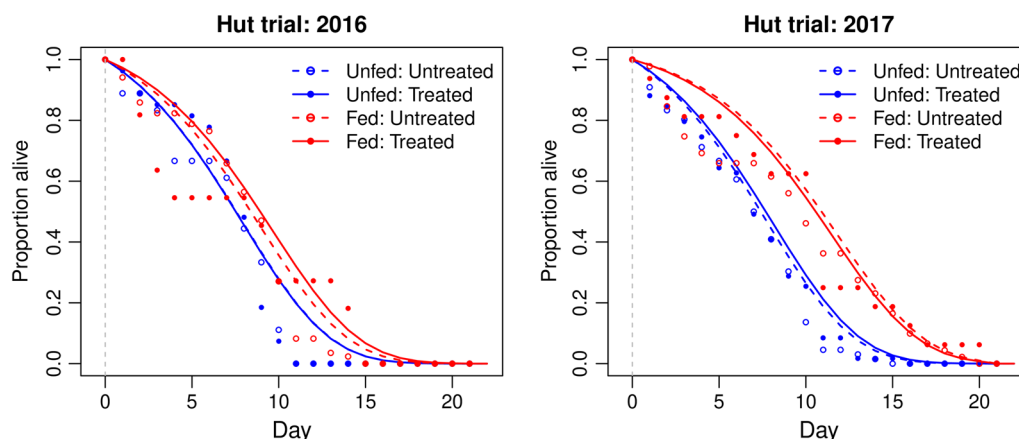 Hut trial: 2016
Proportion alive
1.0
0.8
0.6
0.4
0.2
0.0
Unfed: Untreated
Unfed: Treated
Fed: Untreated
Fed: Treated
0 5 10 15 20
Day
Hut trial: 2017
Proportion alive
1.0
0.8
0.6
0.4
0.2
0.0
Unfed: Untreated
Unfed: Treated
Fed: Untreated
Fed: Treated
0 5 10 15 20
Day